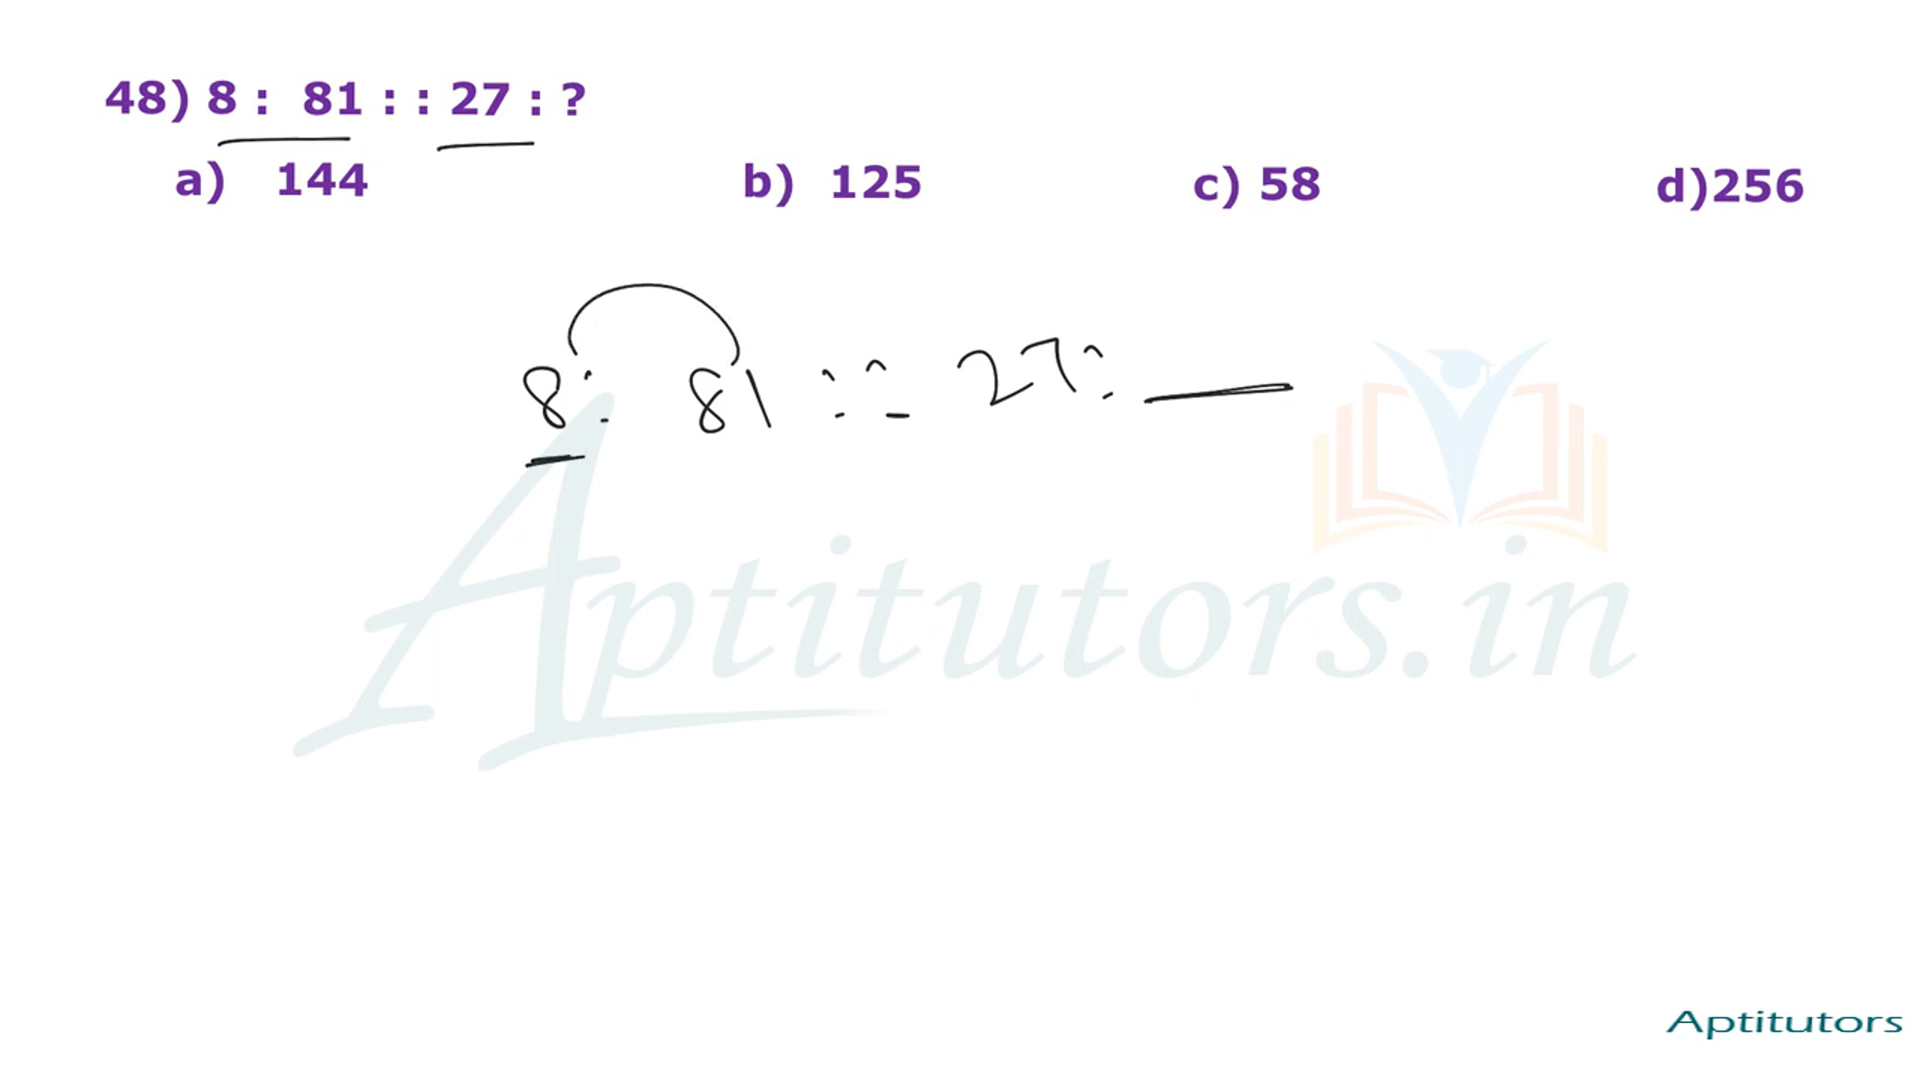 48) 8 : 81 : : 27 : ?
a) 144 b) 125 c) 58 d)256
8 : 81 : : 27 :
Aptitutors.in
Aptitutors